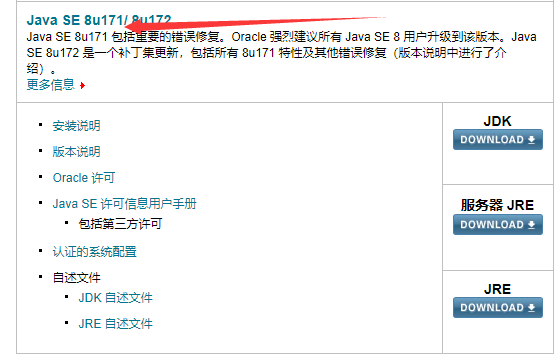 Java SE 8u171/ 8u172
Java SE 8u171 包括重要的错误修复。Oracle 强烈建议所有 Java SE 8 用户升级到该版本。Java
SE 8u172 是一个补丁集更新，包括所有 8u171 特性及其他错误修复（版本说明中进行了介
绍）。
更多信息
安装说明
版本说明
Oracle 许可
Java SE 许可信息用户手册
包括第三方许可
认证的系统配置
自述文件
JDK 自述文件
JRE 自述文件
JDK
DOWNLOAD
服务器 JRE
DOWNLOAD
JRE
DOWNLOAD